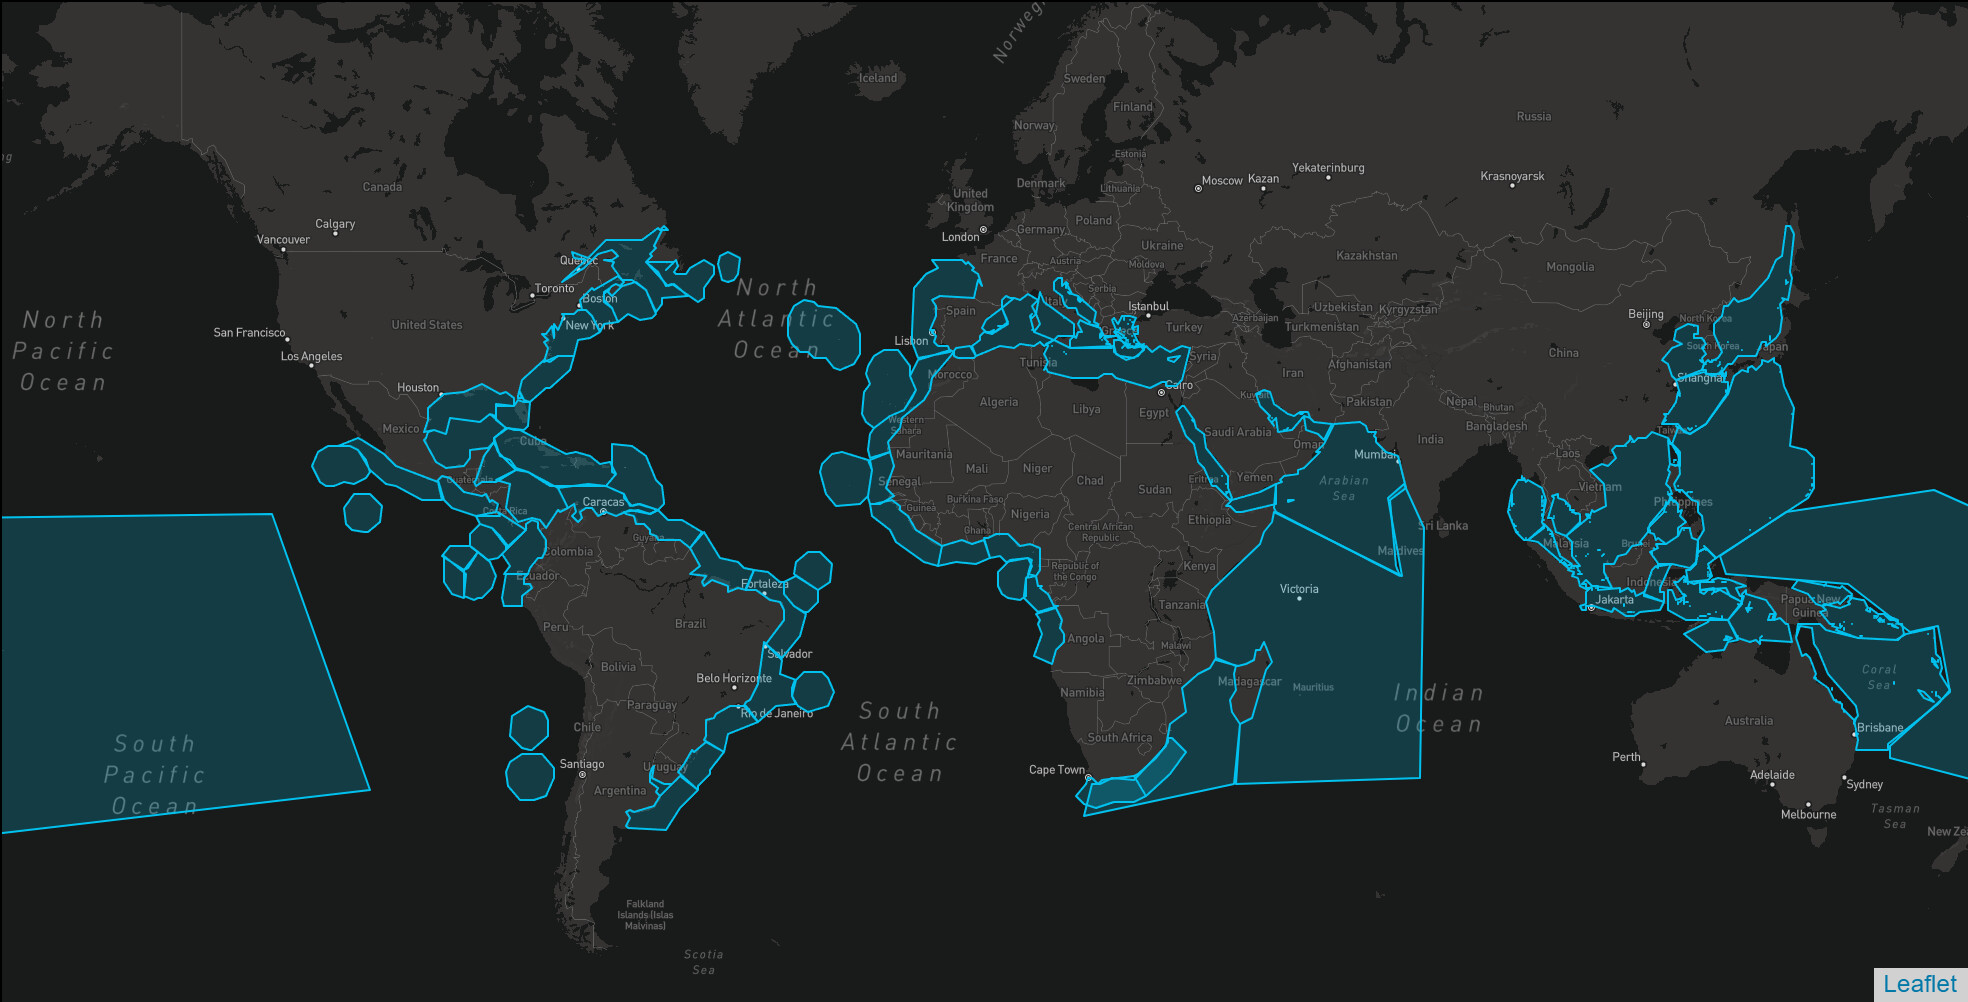 Norweg
Iceland
Sweden
Finland
Norway
Russia
Estonia
Yekaterinburg
Moscow
Kazan
Krasnoyarsk
ng
Canada
United
Kingdom
Denmark
Lithuania
Calgary
Vancouver
London
Germany
Poland
Ukraine
Kazakhstan
Mongolia
Quebec
France
Austria
Moldova
Toronto
Boston
North
Atlantic
Ocean
Serbia
Italy
Istanbul
Uzbekistan
Kyrgyzstan
North
Pacific
Ocean
San Francisco
United States
New York
Spain
Lisbon
Greece
Turkey
Azerbaijan
Turkmenistan
Beijing
North Korea
South Korea
Japan
Los Angeles
Tunisia
Syria
China
Morocco
Iran
Afghanistan
Shanghai
Houston
Cairo
Algeria
Libya
Egypt
Kuwait
Pakistan
Nepal
Bhutan
Mexico
Western
Sahara
Saudi Arabia
Bangladesh
Taiwan
Cuba
Oman
India
Mauritania
Mumbai
Laos
Guatemala
Mali
Niger
Chad
Sudan
Eritrea
Yemen
Arabian
Sea
Senegal
Vietnam
Costa Rica
Caracas
Guinea
Burkina Faso
Nigeria
Ghana
Central African
Republic
Ethiopia
Philippines
Sri Lanka
Guyana
Colombia
Malaysia
Brunei
Maldives
Ecuador
Fortaleza
Republic of
the Congo
Kenya
Indonesia
Victoria
Jakarta
Papua New
Guinea
Tanzania
Peru
Brazil
Angola
Malawi
Salvador
Bolivia
Belo Horizonte
Zimbabwe
Madagascar
Mauritius
Namibia
Coral
Sea
Indian
Ocean
Paraguay
Rio de Janeiro
South
Atlantic
Ocean
Chile
Australia
Brisbane
South
Pacific
Ocean
South Africa
Santiago
Uruguay
Cape Town
Perth
Adelaide
Sydney
Argentina
Melbourne
Tasman
Sea
New Zea
Falkland
Islands (Islas
Malvinas)
Scotia
Sea
Leaflet